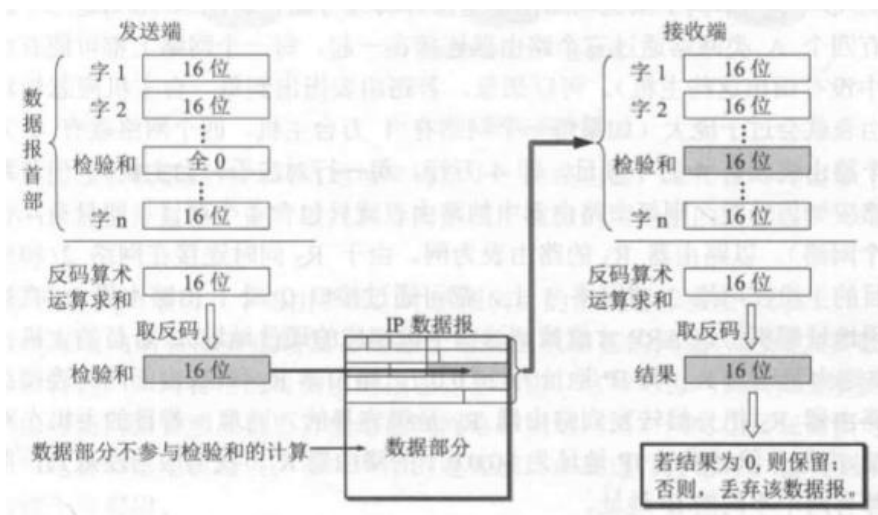 发送端
数据报首部
字 1
16 位
字 2
16 位
检验和
全 0
字 n
16 位
反码算术
运算求和
16 位
取反码
检验和
16 位
数据部分不参与检验和的计算
IP 数据报
数据部分
接收端
字 1
16 位
字 2
16 位
检验和
16 位
字 n
16 位
反码算术
运算求和
16 位
取反码
结果
16 位
若结果为 0, 则保留;
否则, 丢弃该数据报。